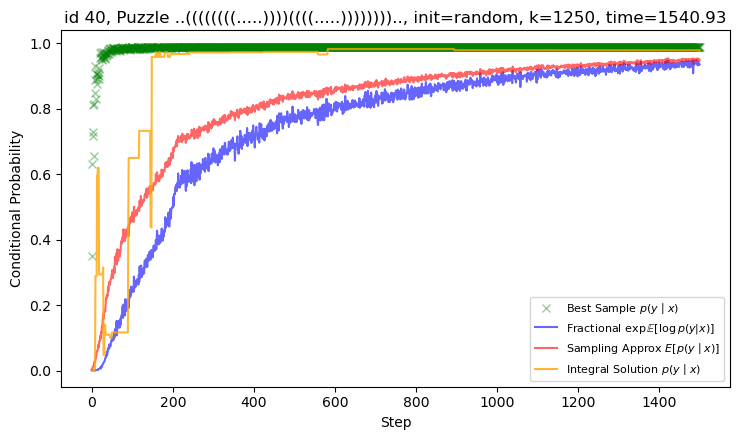 id 40, Puzzle ..((((((((.....))))((((.....)))))))).., init=random, k=1250, time=1540.93
Conditional Probability
1.0
0.8
0.6
0.4
0.2
0.0
0
200
400
600
800
1000
1200
1400
Step
Best Sample p(y | x)
Fractional exp𝔼[log p(y|x)]
Sampling Approx E[p(y | x)]
Integral Solution p(y | x)